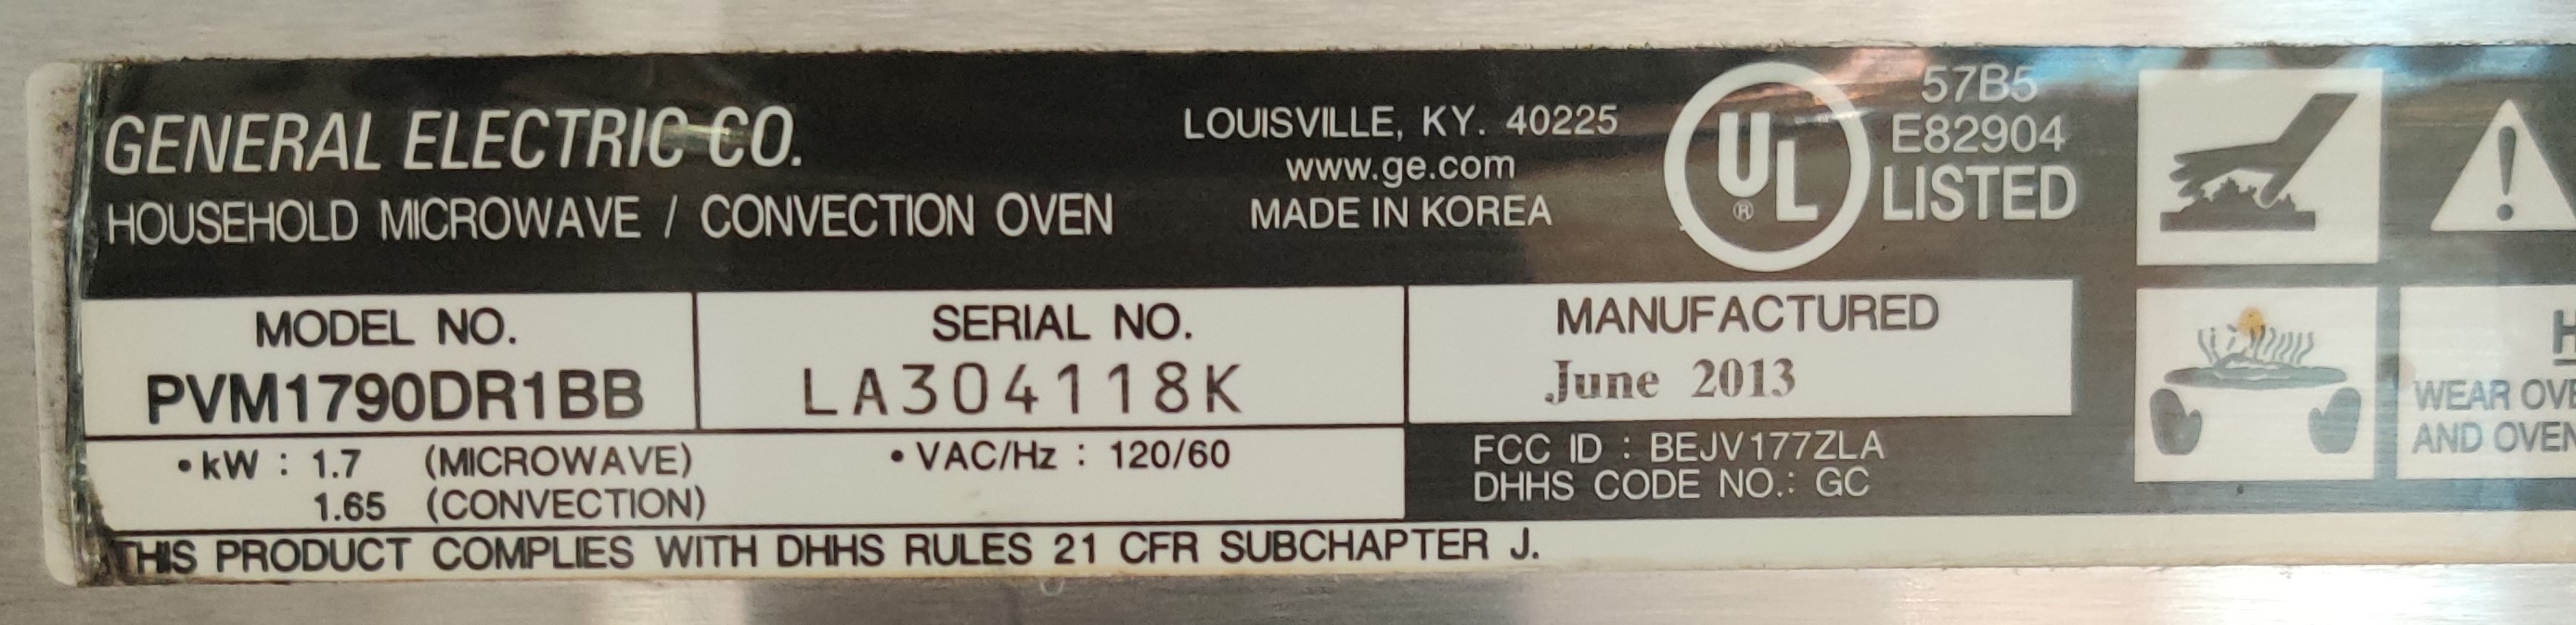 GENERAL ELECTRIC CO.
HOUSEHOLD MICROWAVE / CONVECTION OVEN
LOUISVILLE, KY. 40225
www.ge.com
MADE IN KOREA
UL
®
57B5
E82904
LISTED
MODEL NO.
PVM1790DR1BB
SERIAL NO.
LA304118K
MANUFACTURED
June 2013
•kW : 1.7 (MICROWAVE)
1.65 (CONVECTION)
•VAC/Hz : 120/60
FCC ID : BEJV177ZLA
DHHS CODE NO.: GC
THIS PRODUCT COMPLIES WITH DHHS RULES 21 CFR SUBCHAPTER J.
WEAR
AND